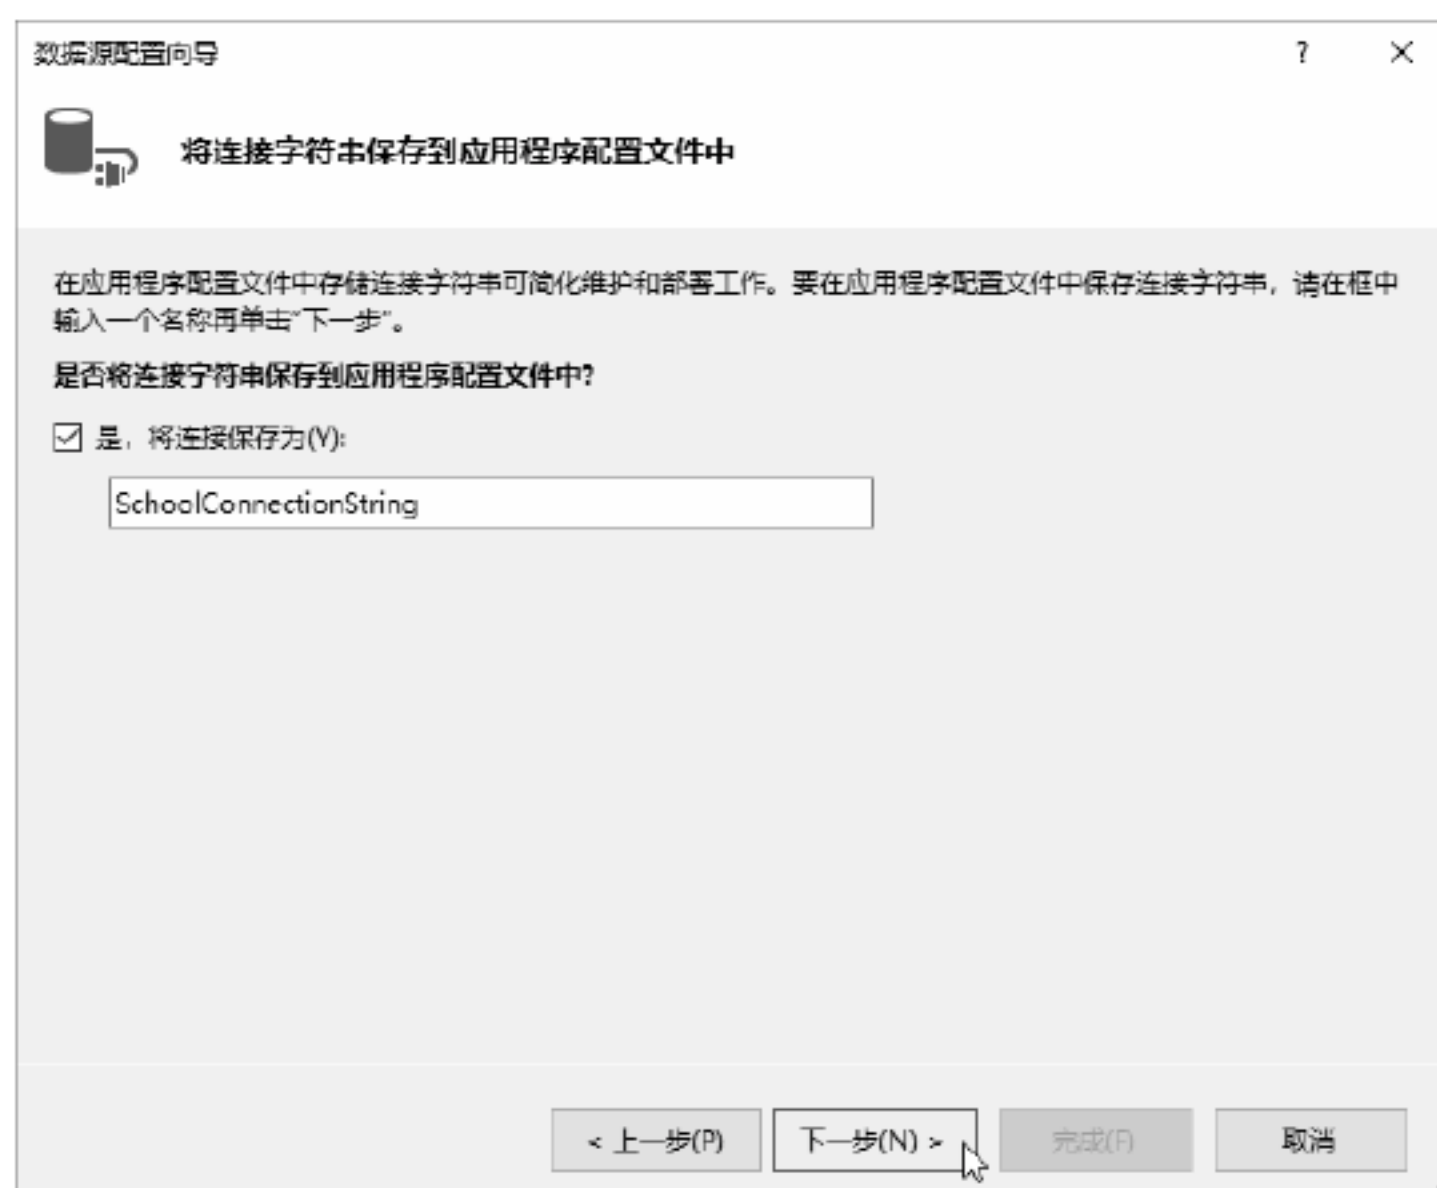 数据源配置向导 ? ×
将连接字符串保存到应用程序配置文件中
在应用程序配置文件中存储连接字符串可简化维护和部署工作。要在应用程序配置文件中保存连接字符串，请在框中
输入一个名称再单击“下一步”。
是否将连接字符串保存到应用程序配置文件中?
是，将连接保存为(Y):
SchoolConnectionString
< 上一步(P) 下一步(N) > 完成(F) 取消